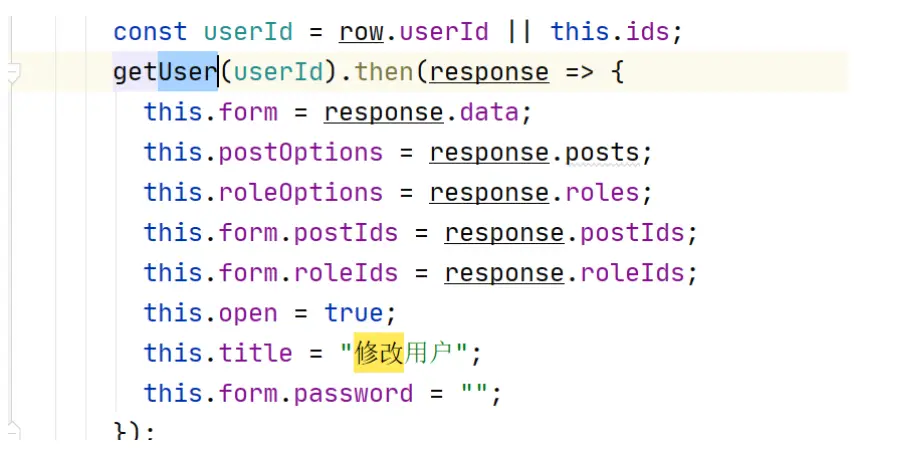 const userId = row.userId || this.ids;
getUser(userId).then(response => {
this.form = response.data;
this.postOptions = response.posts;
this.roleOptions = response.roles;
this.form.postIds = response.postIds;
this.form.roleIds = response.roleIds;
this.open = true;
this.title = "修改用户";
this.form.password = "";
});